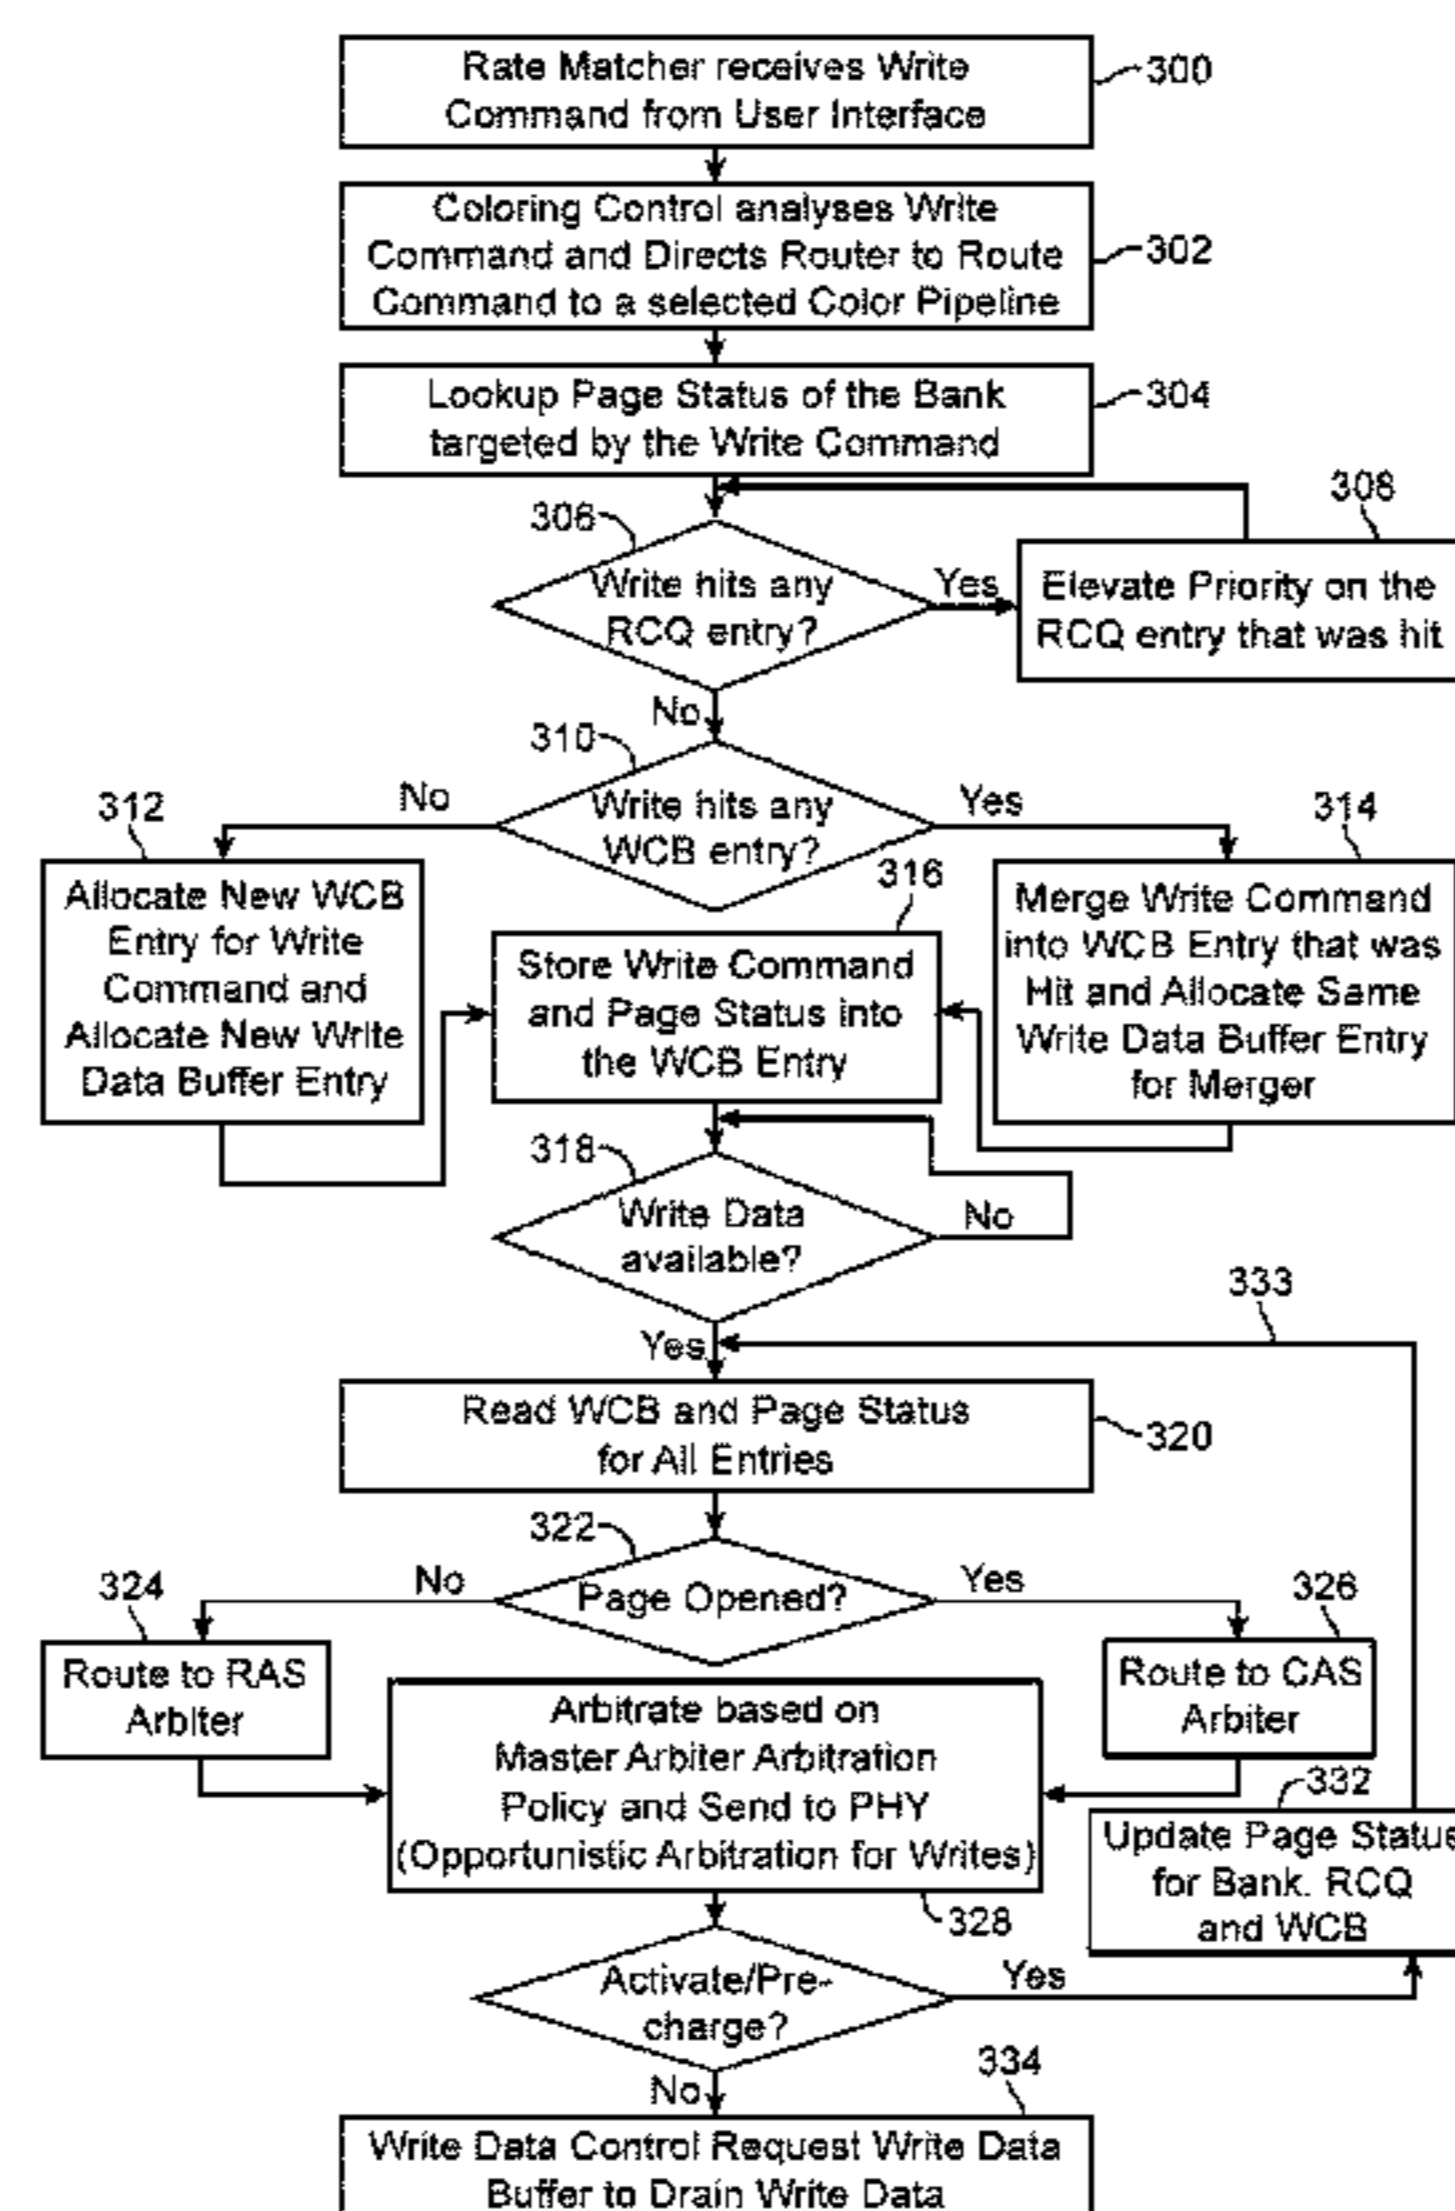 Rate Matcher receives Write
Command from User Interface
300
Coloring Control analyses Write
Command and Directs Router to Route
Command to a selected Color Pipeline
302
Lookup Page Status of the Bank
targeted by the Write Command
304
306
Write hits any
RCQ entry?
Yes
308
Elevate Priority on the
RCQ entry that was hit
No
310
Write hits any
WCB entry?
No
Yes
312
Allocate New WCB
Entry for Write
Command and
Allocate New Write
Data Buffer Entry
314
Merge Write Command
into WCB Entry that was
Hit and Allocate Same
Write Data Buffer Entry
for Merger
316
Store Write Command
and Page Status into
the WCB Entry
318
Write Data
available?
No
Yes
333
Read WCB and Page Status
for All Entries
320
322
Page Opened?
No
Yes
324
Route to RAS
Arbiter
326
Route to CAS
Arbiter
Arbitrate based on
Master Arbiter Arbitration
Policy and Send to PHY
(Opportunistic Arbitration for Writes)
328
332
Update Page Status
for Bank, RCQ
and WCB
Activate/Pre-
charge?
Yes
No
334
Write Data Control Request Write Data
Buffer to Drain Write Data